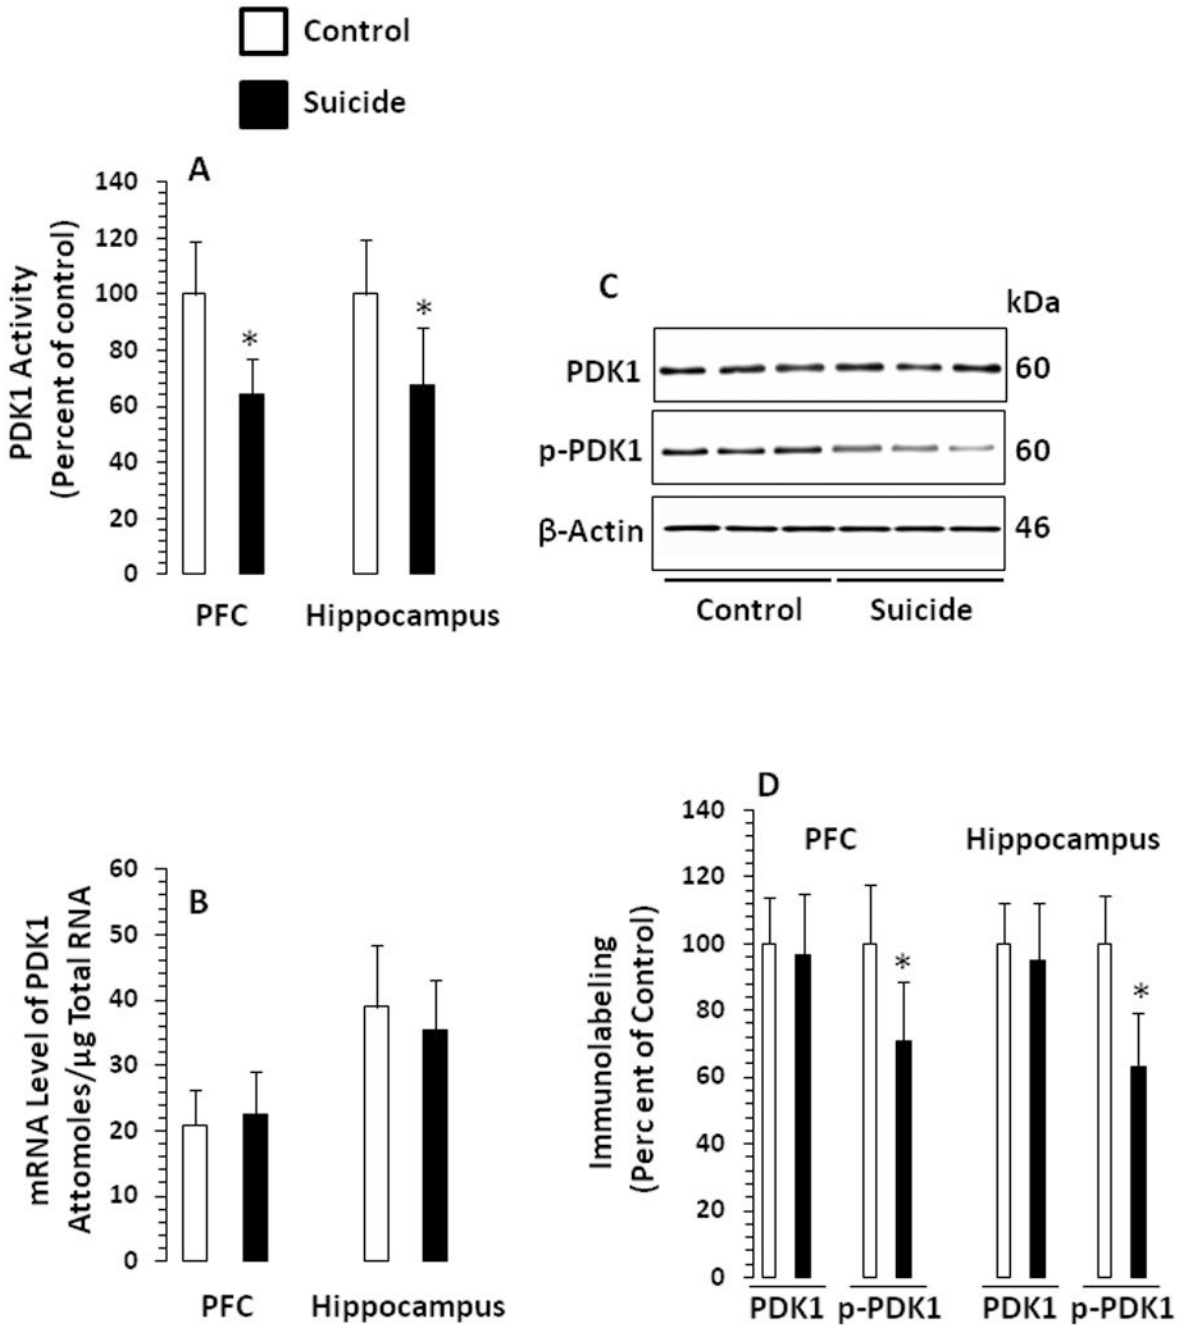 Control
Suicide
A
PDK1 Activity
(Percent of control)
140
120
100
80
60
40
20
0
*
*
PFC
Hippocampus
C
kDa
PDK1
60
p-PDK1
60
β-Actin
46
Control
Suicide
B
mRNA Level of PDK1
Attomoles/µg Total RNA
60
50
40
30
20
10
0
PFC
Hippocampus
D
Immunolabeling
(Perc ent of Control)
140
120
100
80
60
40
20
0
PFC
Hippocampus
*
*
PDK1
p-PDK1
PDK1
p-PDK1